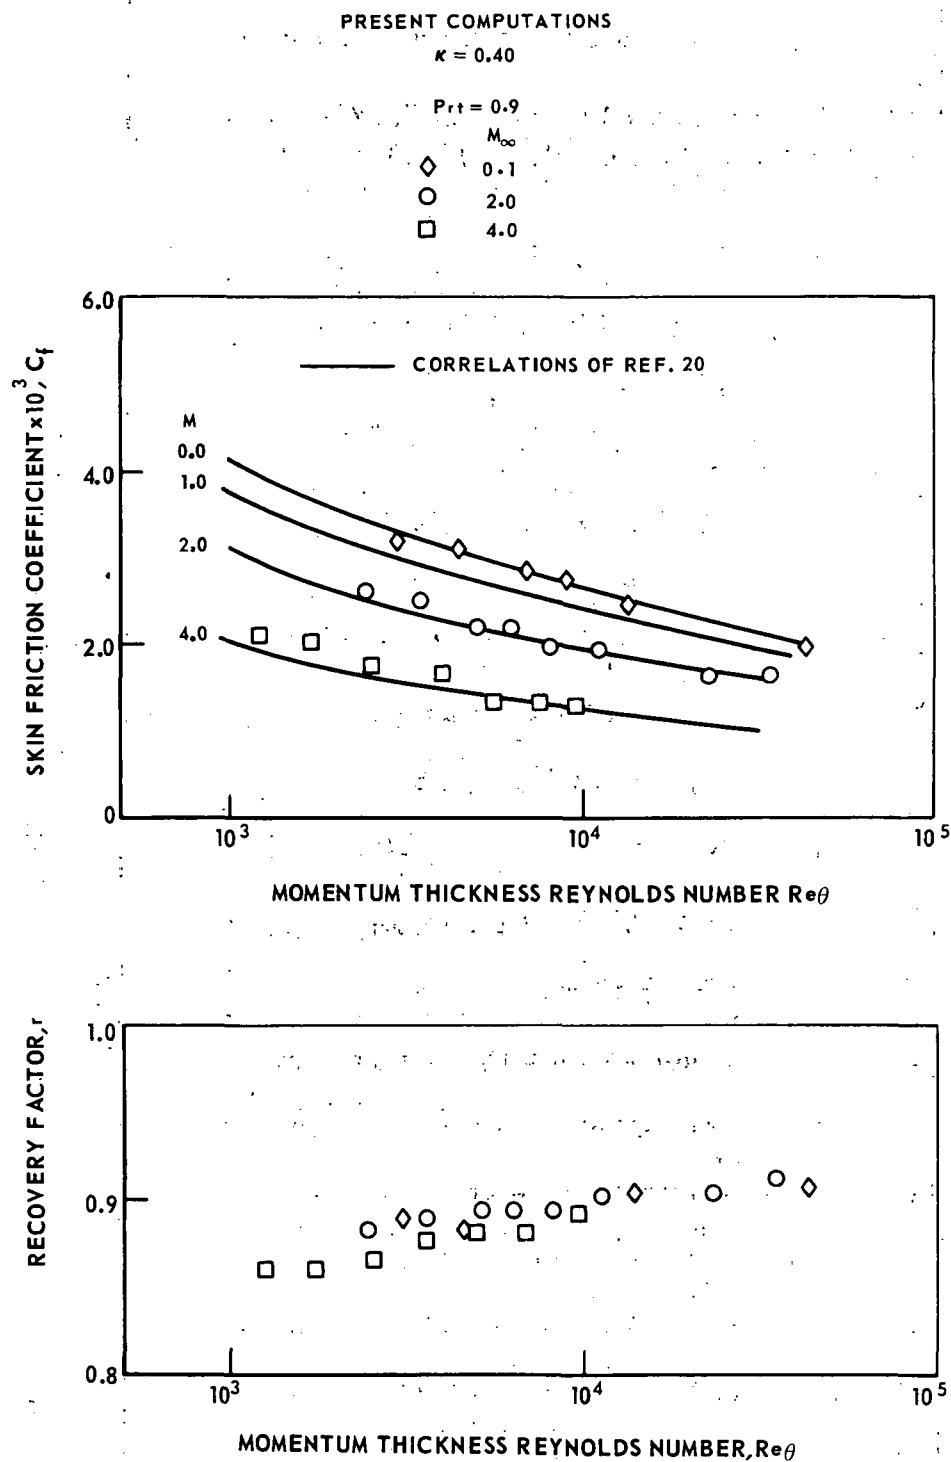 PRESENT COMPUTATIONS
κ = 0.40
Prt = 0.9
M∞
0.1
2.0
4.0
6.0
CORRELATIONS OF REF. 20
M
0.0
4.0
1.0
2.0
4.0
2.0
0
10³
10⁴
10⁵
SKIN FRICTION COEFFICIENT×10³, Cf
MOMENTUM THICKNESS REYNOLDS NUMBER Reθ
1.0
0.9
0.8
10³
10⁴
10⁵
RECOVERY FACTOR, r
MOMENTUM THICKNESS REYNOLDS NUMBER, Reθ